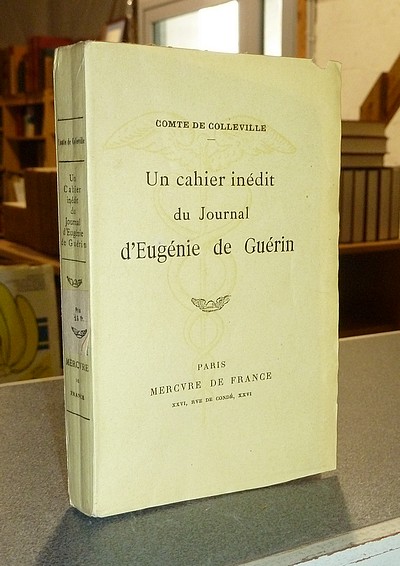 COMTE DE COLLEVILLE
Un cahier inédit
du Journal
d'Eugénie de Guérin
PARIS
MERCVRE DE FRANCE
XXVI, RVE DE CONDÉ, XXVI
Comte de Colleville
Un
Cahier
inédit
du
Journal
d'Eugénie
de Guérin
MERCVRE
DE
FRANCE